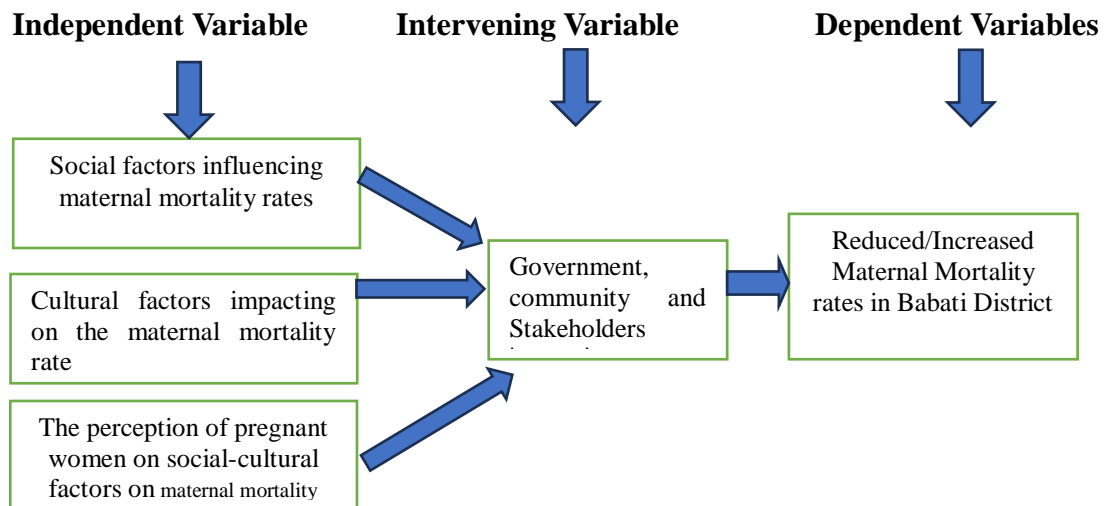 Independent Variable
Intervening Variable
Dependent Variables
Social factors influencing
maternal mortality rates
Cultural factors impacting
on the maternal mortality
rate
The perception of pregnant
women on social-cultural
factors on maternal mortality
Government,
community and
Stakeholders
Reduced/Increased
Maternal Mortality
rates in Babati District